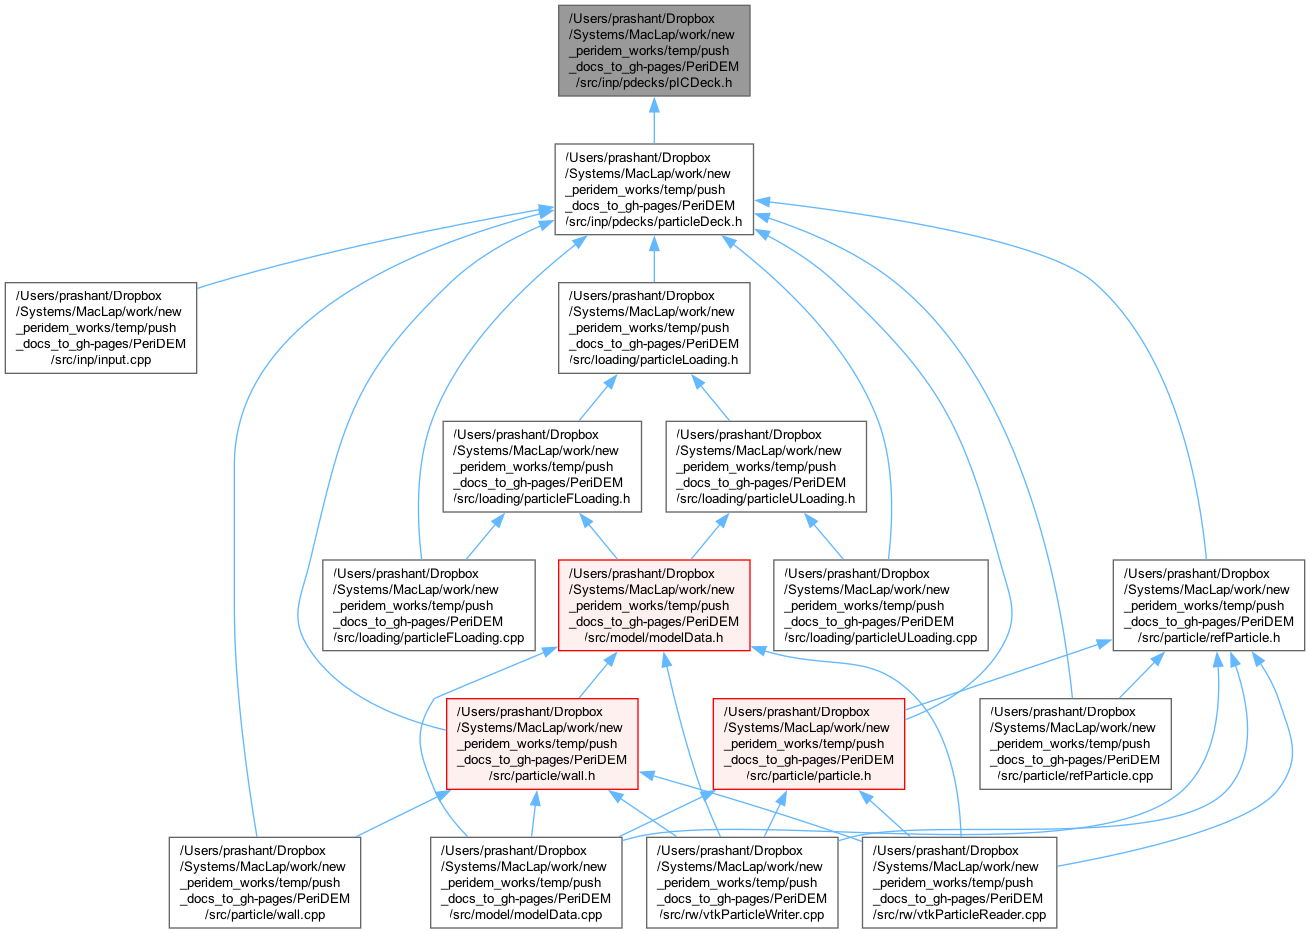 /Users/prashant/Dropbox
/Systems/MacLap/work/new
_peridem_works/temp/push
_docs_to_gh-pages/PeriDEM
/src/inp/pdecks/pICDeck.h
/Users/prashant/Dropbox
/Systems/MacLap/work/new
_peridem_works/temp/push
_docs_to_gh-pages/PeriDEM
/src/inp/pdecks/particleDeck.h
/Users/prashant/Dropbox
/Systems/MacLap/work/new
_peridem_works/temp/push
_docs_to_gh-pages/PeriDEM
/src/inp/input.cpp
/Users/prashant/Dropbox
/Systems/MacLap/work/new
_peridem_works/temp/push
_docs_to_gh-pages/PeriDEM
/src/loading/particleLoading.h
/Users/prashant/Dropbox
/Systems/MacLap/work/new
_peridem_works/temp/push
_docs_to_gh-pages/PeriDEM
/src/loading/particleFLoading.h
/Users/prashant/Dropbox
/Systems/MacLap/work/new
_peridem_works/temp/push
_docs_to_gh-pages/PeriDEM
/src/loading/particleULoading.h
/Users/prashant/Dropbox
/Systems/MacLap/work/new
_peridem_works/temp/push
_docs_to_gh-pages/PeriDEM
/src/loading/particleFLoading.cpp
/Users/prashant/Dropbox
/Systems/MacLap/work/new
_peridem_works/temp/push
_docs_to_gh-pages/PeriDEM
/src/model/modelData.h
/Users/prashant/Dropbox
/Systems/MacLap/work/new
_peridem_works/temp/push
_docs_to_gh-pages/PeriDEM
/src/loading/particleULoading.cpp
/Users/prashant/Dropbox
/Systems/MacLap/work/new
_peridem_works/temp/push
_docs_to_gh-pages/PeriDEM
/src/particle/refParticle.h
/Users/prashant/Dropbox
/Systems/MacLap/work/new
_peridem_works/temp/push
_docs_to_gh-pages/PeriDEM
/src/particle/wall.h
/Users/prashant/Dropbox
/Systems/MacLap/work/new
_peridem_works/temp/push
_docs_to_gh-pages/PeriDEM
/src/particle/particle.h
/Users/prashant/Dropbox
/Systems/MacLap/work/new
_peridem_works/temp/push
_docs_to_gh-pages/PeriDEM
/src/particle/refParticle.cpp
/Users/prashant/Dropbox
/Systems/MacLap/work/new
_peridem_works/temp/push
_docs_to_gh-pages/PeriDEM
/src/particle/wall.cpp
/Users/prashant/Dropbox
/Systems/MacLap/work/new
_peridem_works/temp/push
_docs_to_gh-pages/PeriDEM
/src/model/modelData.cpp
/Users/prashant/Dropbox
/Systems/MacLap/work/new
_peridem_works/temp/push
_docs_to_gh-pages/PeriDEM
/src/rw/vtkParticleWriter.cpp
/Users/prashant/Dropbox
/Systems/MacLap/work/new
_peridem_works/temp/push
_docs_to_gh-pages/PeriDEM
/src/rw/vtkParticleReader.cpp